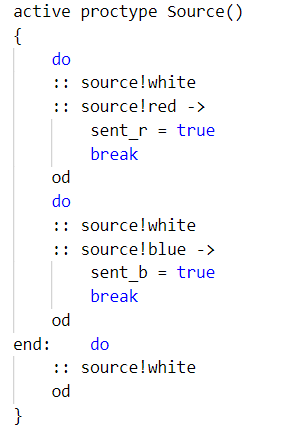 active proctype Source()
{
    do
    :: source!white
    :: source!red ->
        sent_r = true
        break
    od
    do
    :: source!white
    :: source!blue ->
        sent_b = true
        break
    od
end:    do
    :: source!white
    od
}